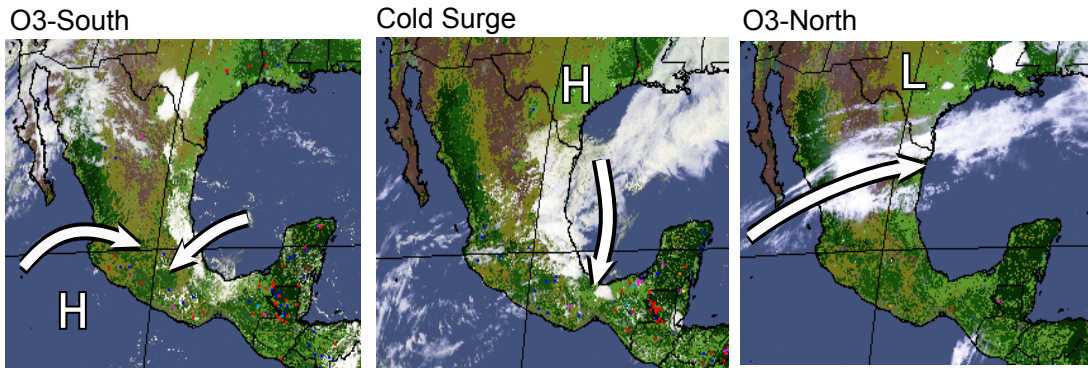 O3-South
Cold Surge
O3-North
H
H
L